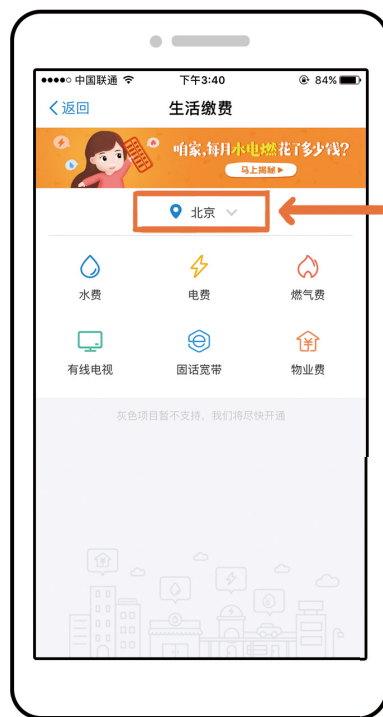 中国联通 下午3:40 84%
返回 生活缴费
咱家,每月水电燃花了多少钱?
马上揭秘
北京
水费 电费 燃气费
有线电视 固话宽带 物业费
灰色项目暂不支持，我们将尽快开通